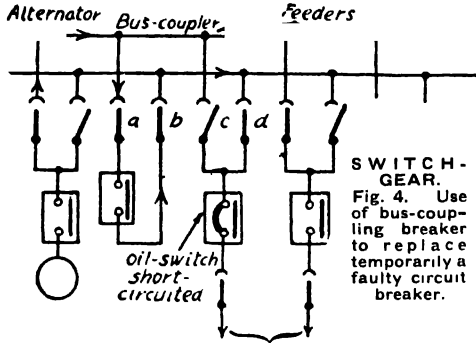 Alternator
Bus-coupler
Feeders
a
b
c
d
oil-switch
short-
circuited
SWITCH-
GEAR.
Fig. 4. Use
of bus-coup-
ling breaker
to replace
temporarily a
faulty circuit
breaker.